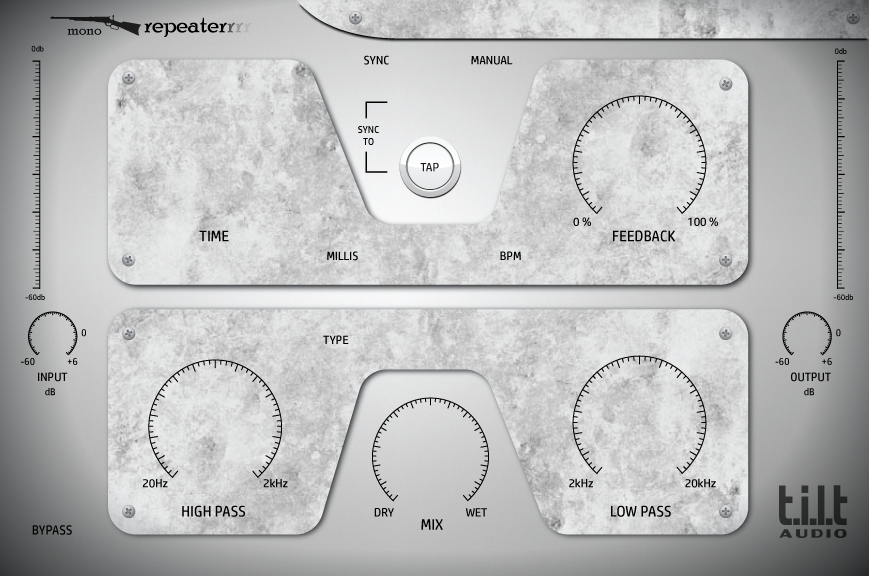 mono repeaterrrr
0db
0db
SYNC
MANUAL
SYNC
TO
TAP
0 %
100 %
TIME
FEEDBACK
MILLIS
BPM
-60db
-60db
0
0
-60
+6
-60
+6
INPUT
dB
OUTPUT
dB
TYPE
20Hz
2kHz
2kHz
20kHz
HIGH PASS
DRY
WET
LOW PASS
MIX
BYPASS
t.i.l.t
AUDIO